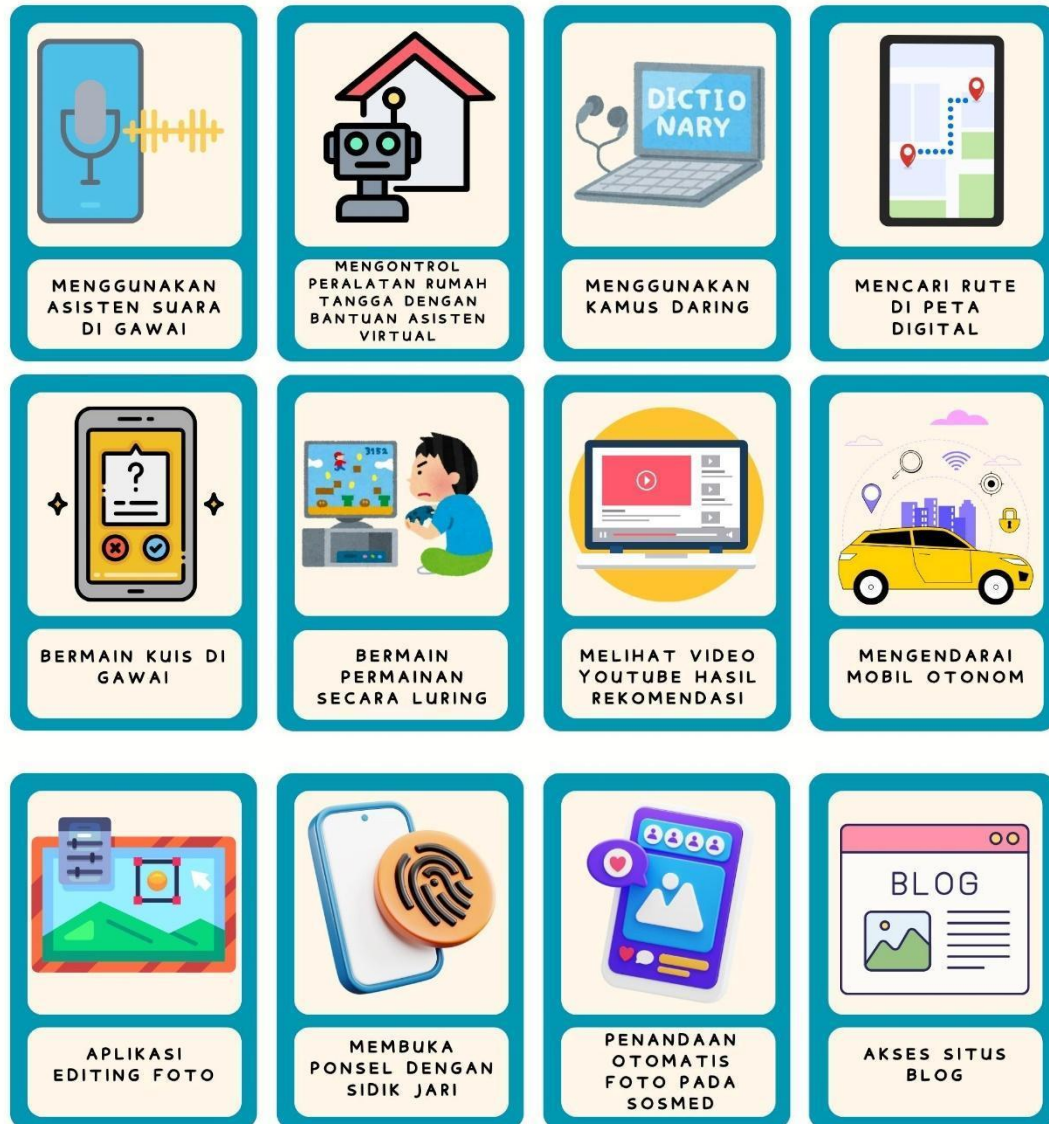 MENGGUNAKAN
ASISTEN SUARA
DI GAWAI
MENGONTROL
PERALATAN RUMAH
TANGGA DENGAN
BANTUAN ASISTEN
VIRTUAL
DICTIO
NARY
MENGGUNAKAN
KAMUS DARING
MENCARI RUTE
DI PETA
DIGITAL
?
BERMAIN KUIS DI
GAWAI
3152
BERMAIN
PERMAINAN
SECARA LURING
MELIHAT VIDEO
YOUTUBE HASIL
REKOMENDASI
MENGENDARAI
MOBIL OTONOM
APLIKASI
EDITING FOTO
MEMBUKA
PONSEL DENGAN
SIDIK JARI
PENANDAAN
OTOMATIS
FOTO PADA
SOSMED
BLOG
AKSES SITUS
BLOG